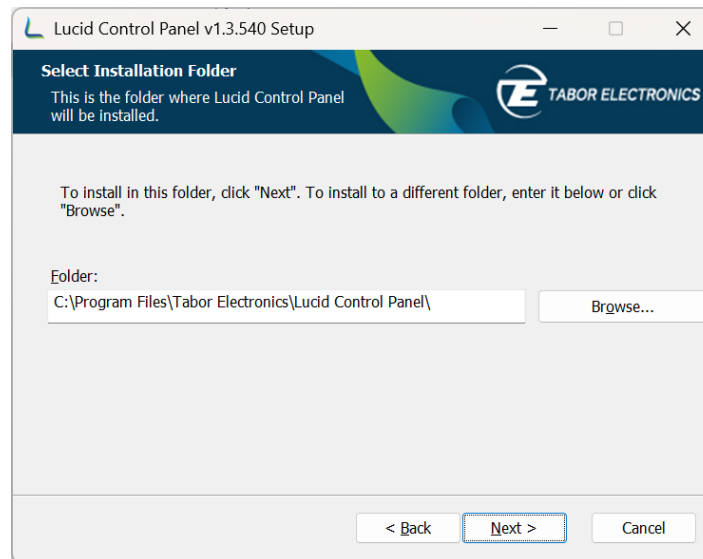 Lucid Control Panel v1.3.540 Setup
Select Installation Folder
This is the folder where Lucid Control Panel
will be installed.
TE TABOR ELECTRONICS
To install in this folder, click "Next". To install to a different folder, enter it below or click
"Browse".
Folder:
C:\Program Files\Tabor Electronics\Lucid Control Panel\
Browse...
< Back
Next >
Cancel